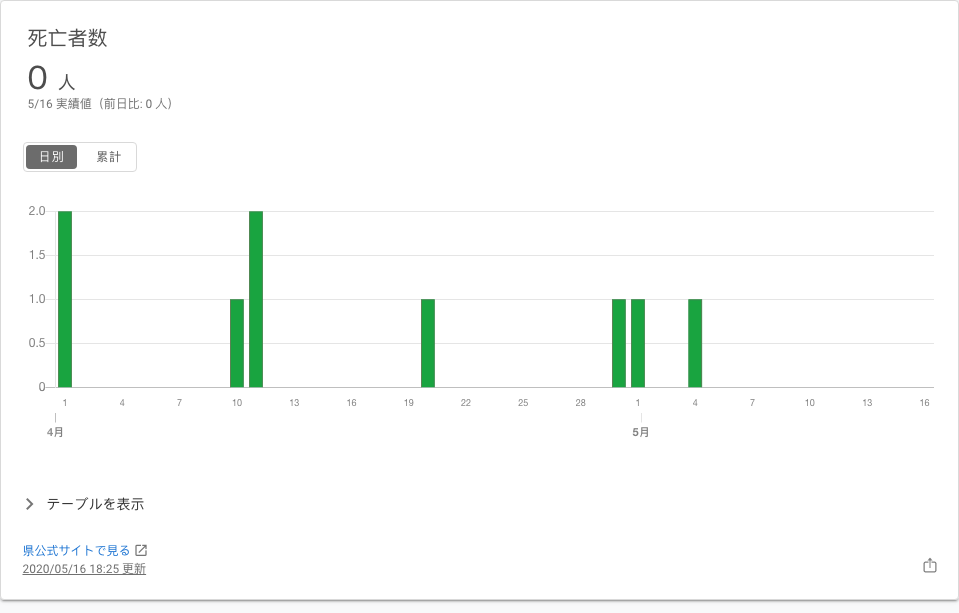 死亡者数
0 人
5/16 実績値（前日比: 0 人）
日別 累計
2.0
1.5
1.0
0.5
0
1 4 7 10 13 16 19 22 25 28 1 4 7 10 13 16
4月 5月
テーブルを表示
県公式サイトで見る
2020/05/16 18:25 更新